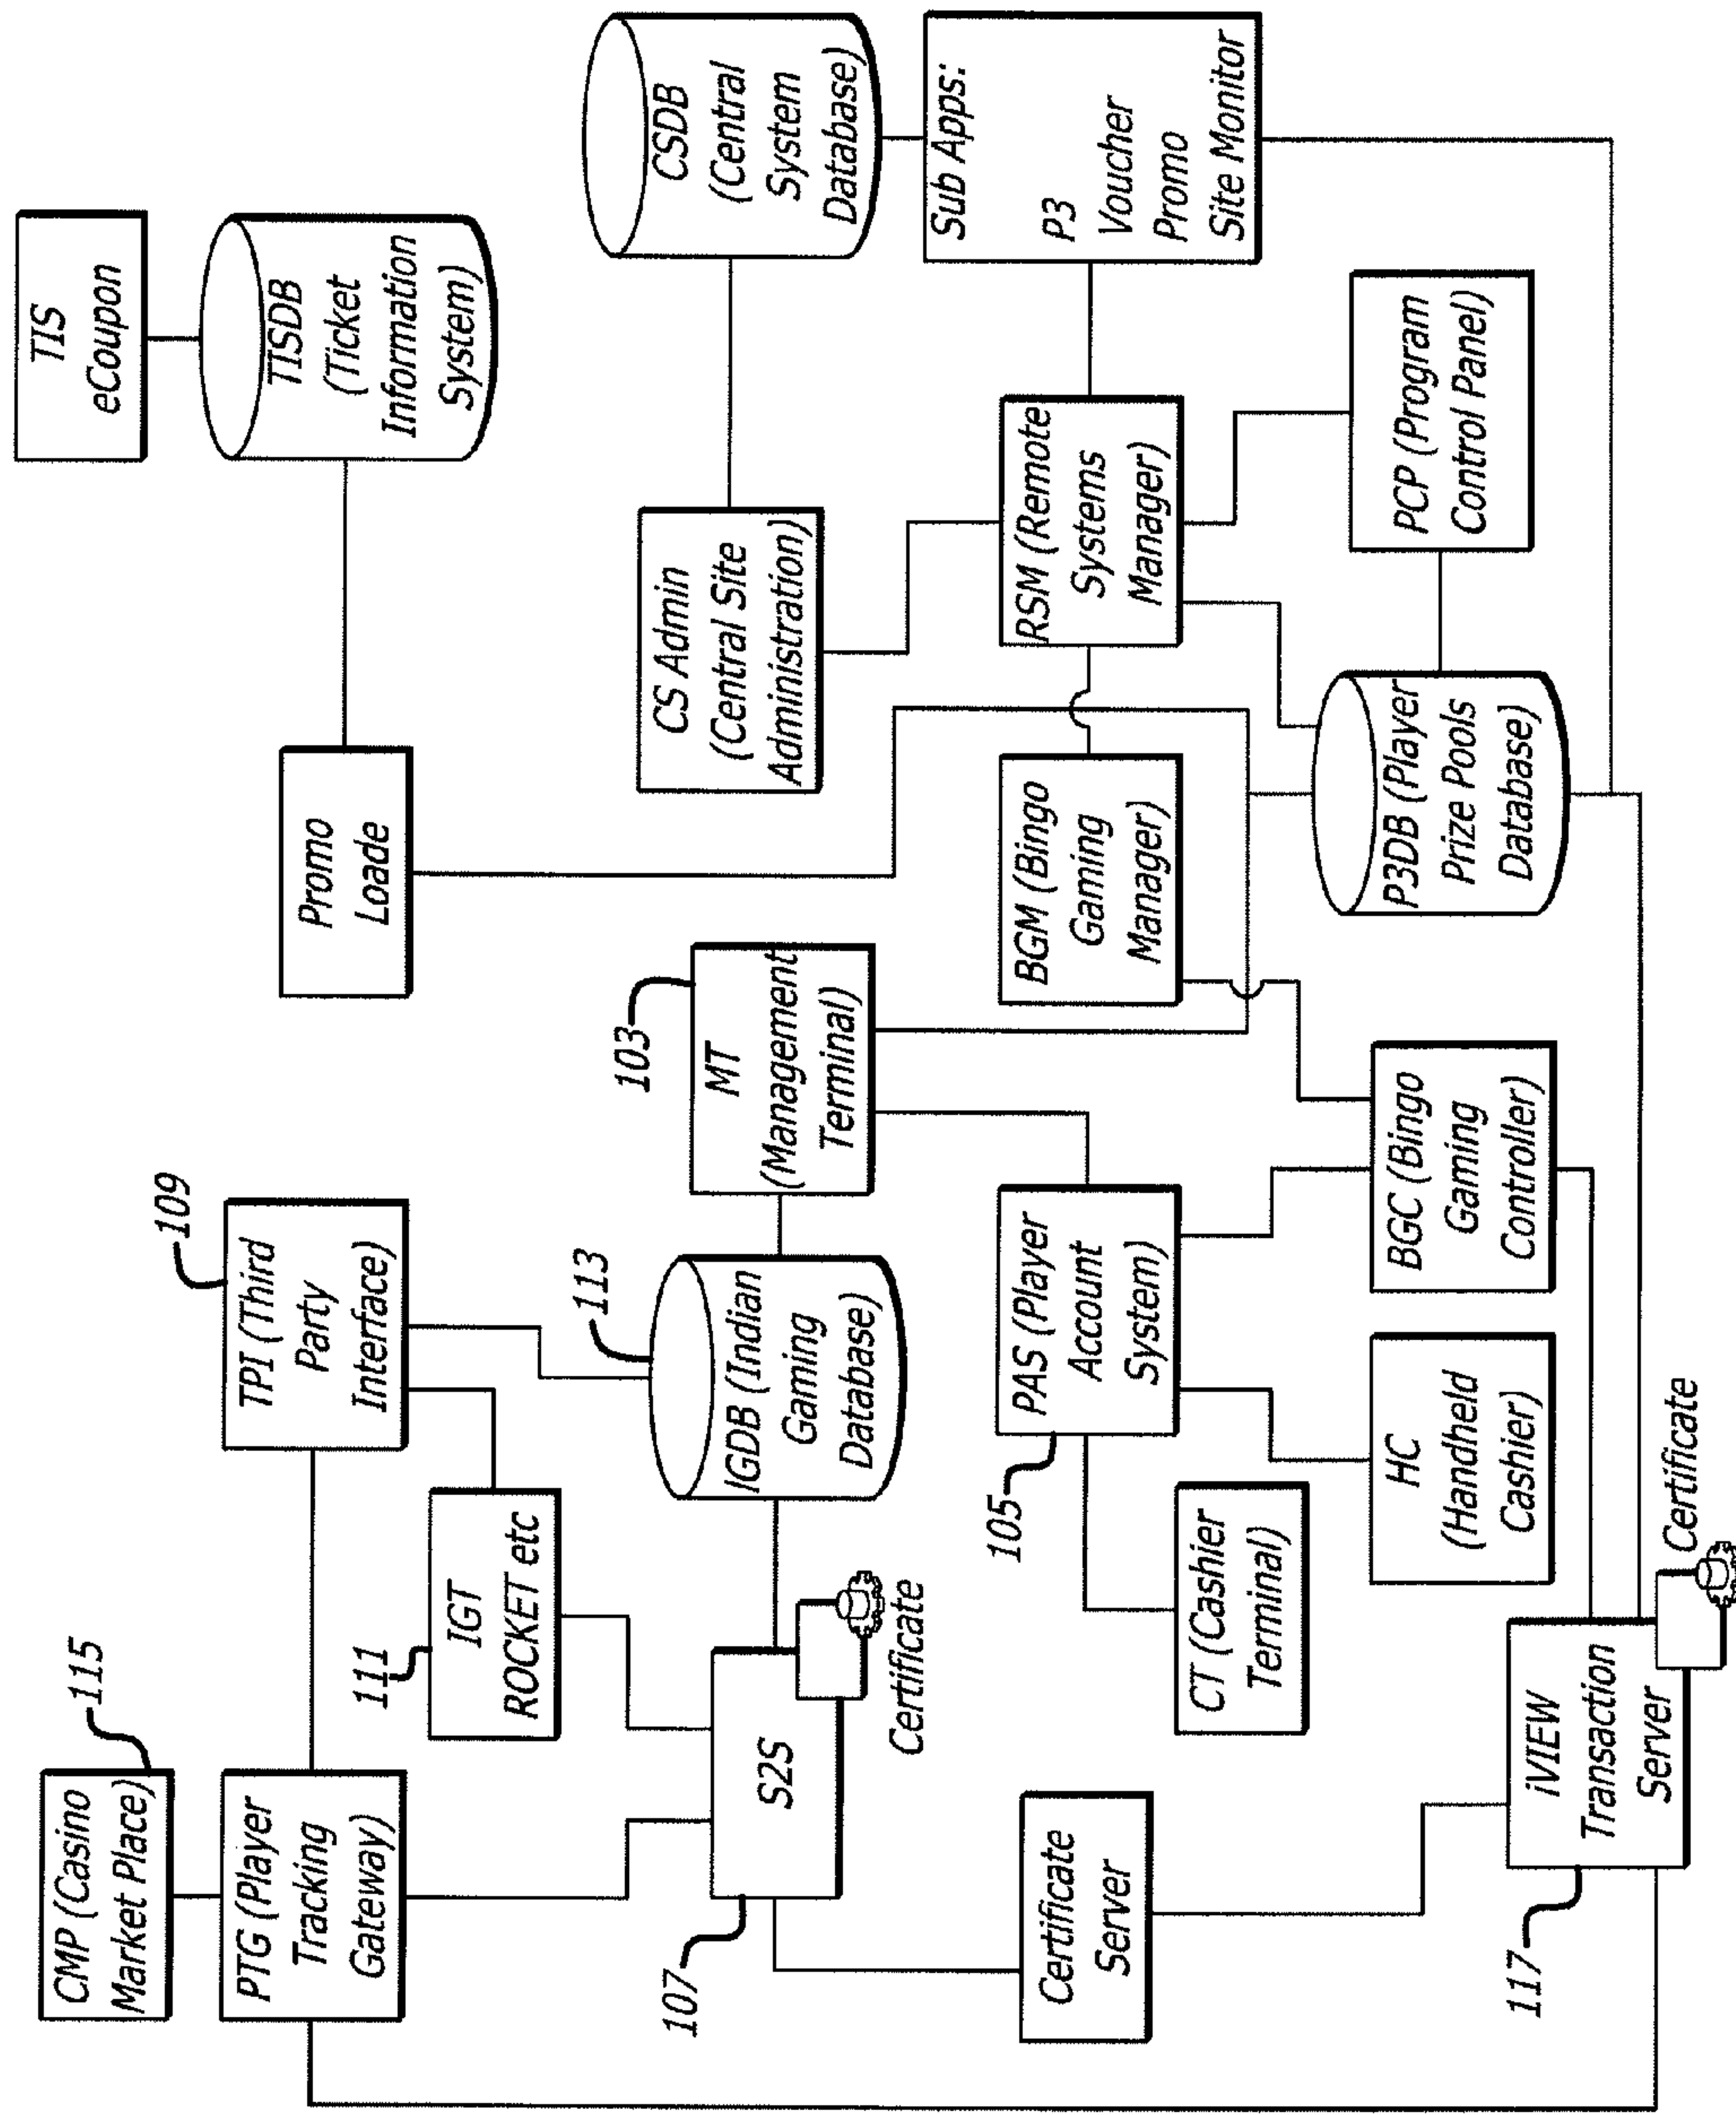 CMP (Casino
Market Place)
115
PTG (Player
Tracking
Gateway)
TPI (Third
Party
Interface)
109
111
IGT
ROCKET etc
107
S2S
Certificate
113
IGDB (Indian
Gaming
Database)
103
MT
(Management
Terminal)
Promo
Loade
TIS
eCoupon
TISDB
(Ticket
Information
System)
CS Admin
(Central Site
Administration)
CSDB
(Central
System
Database)
Certificate
Server
CT (Cashier
Terminal)
105
PAS (Player
Account
System)
HC
(Handheld
Cashier)
BGC (Bingo
Gaming
Controller)
BGM (Bingo
Gaming
Manager)
RSM (Remote
Systems
Manager)
Sub Apps:
P3
Voucher
Promo
Site Monitor
P3DB (Player
Prize Pools
Database)
PCP (Program
Control Panel)
117
iVIEW
Transaction
Server
Certificate